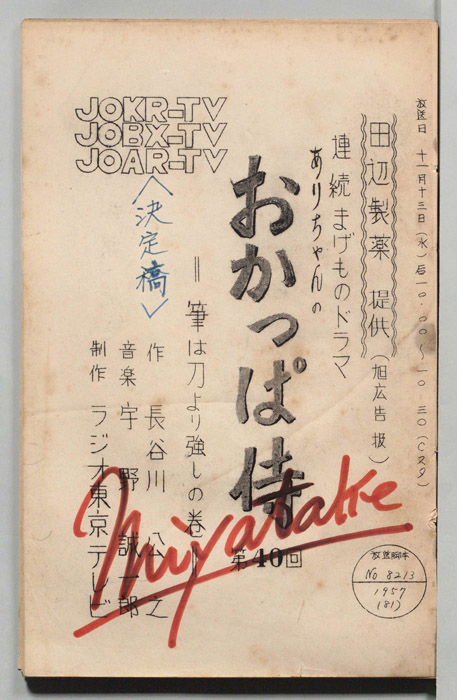 放送日 十一月十三日(水)后一〇.〇〇〜一〇.三〇(Cスタ)
田辺製薬 提供(旭広告扱)
連続まげものドラマ
ありちゃんの
おかっぱ侍
第40回
=筆は刀より強しの巻=
作 長谷川 公之
音楽 宇野 誠一郎
制作 ラジオ東京テレビ
JOKR-TV
JOBX-TV
JOAR-TV
<決定稿>
Miyatake
放送脚本
No 8213
1957
(81)